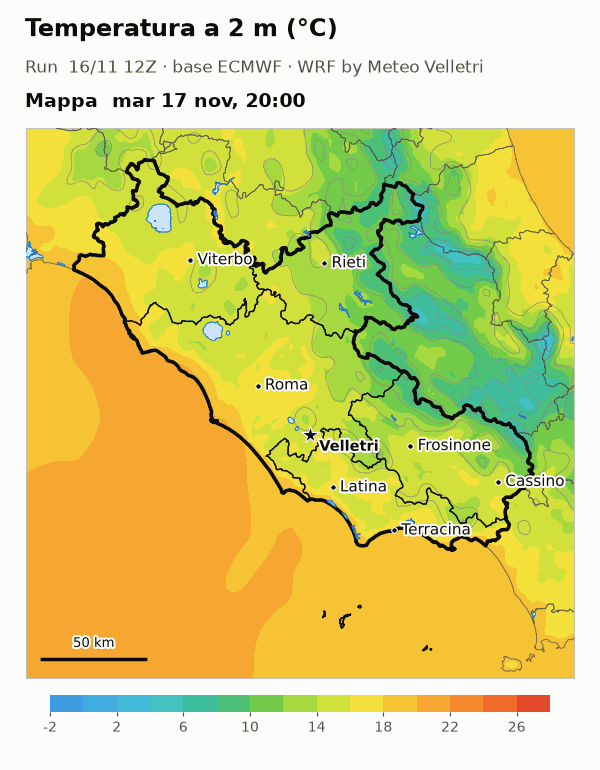 Temperatura a 2 m (°C)
Run  16/11 12Z · base ECMWF · WRF by Meteo Velletri
Mappa  mar 17 nov, 20:00
Viterbo
Rieti
Roma
Velletri
Frosinone
Cassino
Latina
Terracina
50 km
-2 2 6 10 14 18 22 26